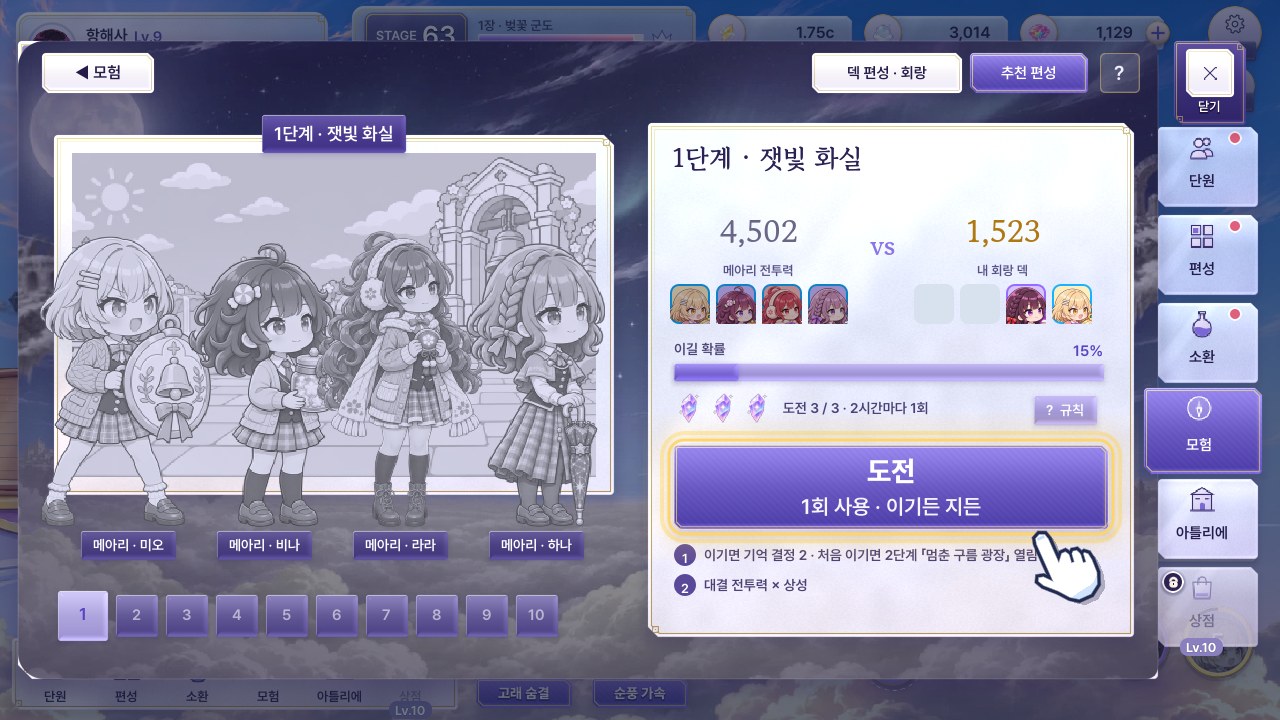 항해사 Lv.9
STAGE 63
1장 · 벚꽃 군도
1.75c
3,014
1,129
◀ 모험
덱 편성 · 회랑
추천 편성
?
닫기
1단계 · 잿빛 화실
1단계 · 잿빛 화실
4,502
VS
1,523
메아리 전투력
내 회랑 덱
이길 확률
15%
도전 3 / 3 · 2시간마다 1회
? 규칙
도전
1회 사용 · 이기든 지든
1 이기면 기억 결정 2 · 처음 이기면 2단계 「멈춘 구름 광장」 열림
2 대결 전투력 × 상성
메아리 · 미오
메아리 · 비나
메아리 · 라라
메아리 · 하나
1 2 3 4 5 6 7 8 9 10
단원
편성
소환
모험
아틀리에
상점
Lv.10
단원
편성
소환
모험
아틀리에
상점
Lv.10
고래 숨결
순풍 가속